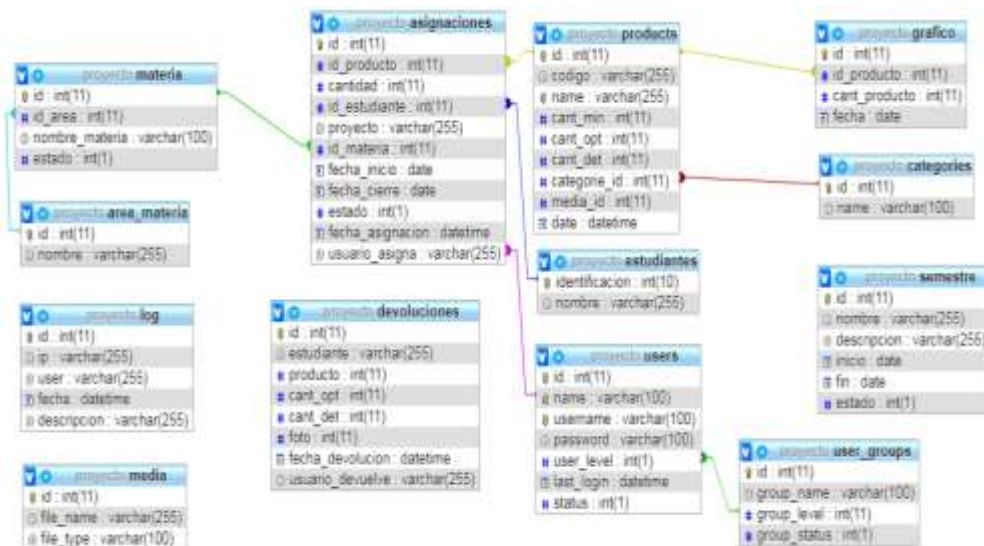 proyecto materia
id : int(11)
id_area : int(11)
nombre_materia : varchar(100)
estado : int(1)
proyecto area_materia
id : int(11)
nombre : varchar(255)
proyecto log
id : int(11)
ip : varchar(255)
user : varchar(255)
fecha : datetime
descripcion : varchar(255)
proyecto media
id : int(11)
file_name : varchar(255)
file_type : varchar(100)
proyecto asignaciones
id : int(11)
id_producto : int(11)
cantidad : int(11)
id_estudiante : int(11)
proyecto : varchar(255)
id_materia : int(11)
fecha_inicio : date
fecha_cierre : date
estado : int(1)
fecha_asignacion : datetime
usuario_asigna : varchar(255)
proyecto devoluciones
id : int(11)
estudiante : varchar(255)
producto : int(11)
cant_opt : int(11)
cant_det : int(11)
foto : int(11)
fecha_devolucion : datetime
usuario_devuelve : varchar(255)
proyecto products
id : int(11)
codigo : varchar(255)
name : varchar(255)
cant_min : int(11)
cant_opt : int(11)
cant_det : int(11)
categorie_id : int(11)
media_id : int(11)
date : datetime
proyecto estudiantes
identificacion : int(10)
nombre : varchar(255)
proyecto users
id : int(11)
name : varchar(100)
username : varchar(100)
password : varchar(100)
user_level : int(1)
last_login : datetime
status : int(1)
proyecto grafico
id : int(11)
id_producto : int(11)
cant_producto : int(11)
fecha : date
proyecto categories
id : int(11)
name : varchar(100)
proyecto semestre
id : int(11)
nombre : varchar(255)
descripcion : varchar(255)
inicio : date
fin : date
estado : int(1)
proyecto user_groups
id : int(11)
group_name : varchar(100)
group_level : int(11)
group_status : int(1)